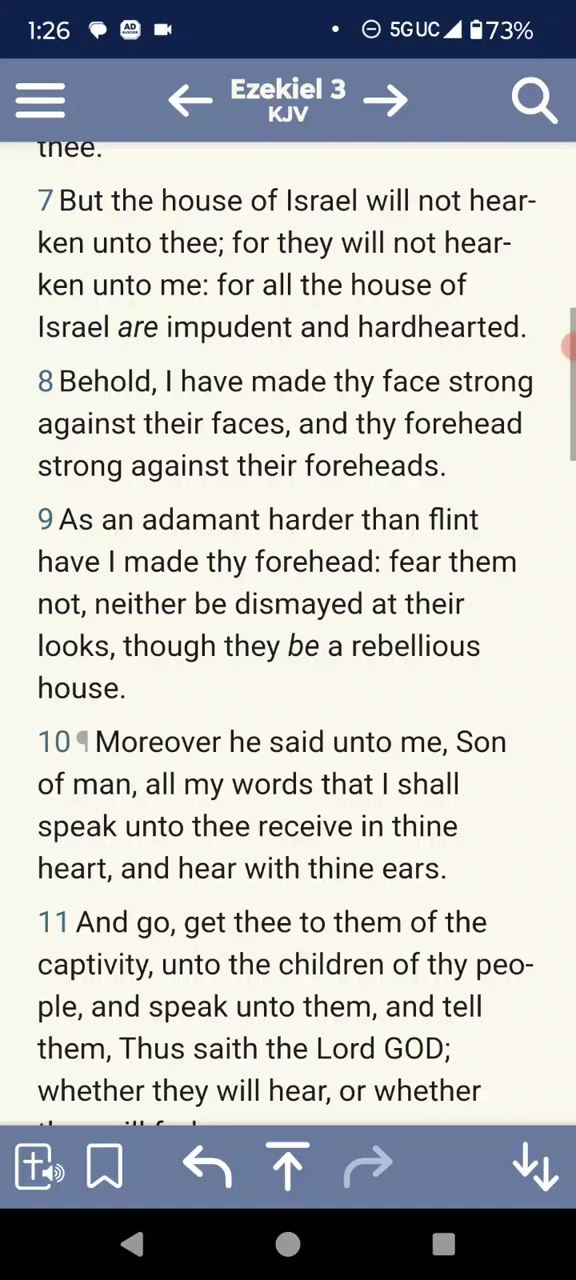 1:26
AD
5G UC
73%
Ezekiel 3
KJV
thee.
7 But the house of Israel will not hear-
ken unto thee; for they will not hear-
ken unto me: for all the house of
Israel are impudent and hardhearted.
8 Behold, I have made thy face strong
against their faces, and thy forehead
strong against their foreheads.
9 As an adamant harder than flint
have I made thy forehead: fear them
not, neither be dismayed at their
looks, though they be a rebellious
house.
10 ¶ Moreover he said unto me, Son
of man, all my words that I shall
speak unto thee receive in thine
heart, and hear with thine ears.
11 And go, get thee to them of the
captivity, unto the children of thy peo-
ple, and speak unto them, and tell
them, Thus saith the Lord GOD;
whether they will hear, or whether